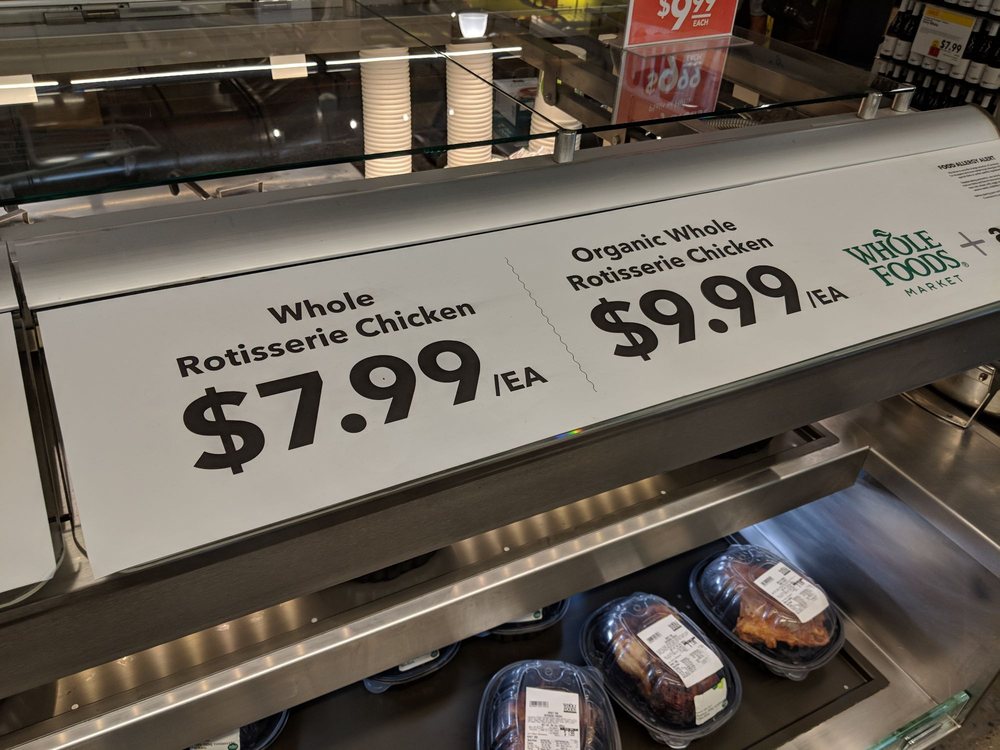 $9.99
EACH
$7.99
FOOD ALLERGY ALERT
Whole
Rotisserie Chicken
$7.99/EA
Organic Whole
Rotisserie Chicken
$9.99/EA
WHOLE
FOODS®
MARKET
+